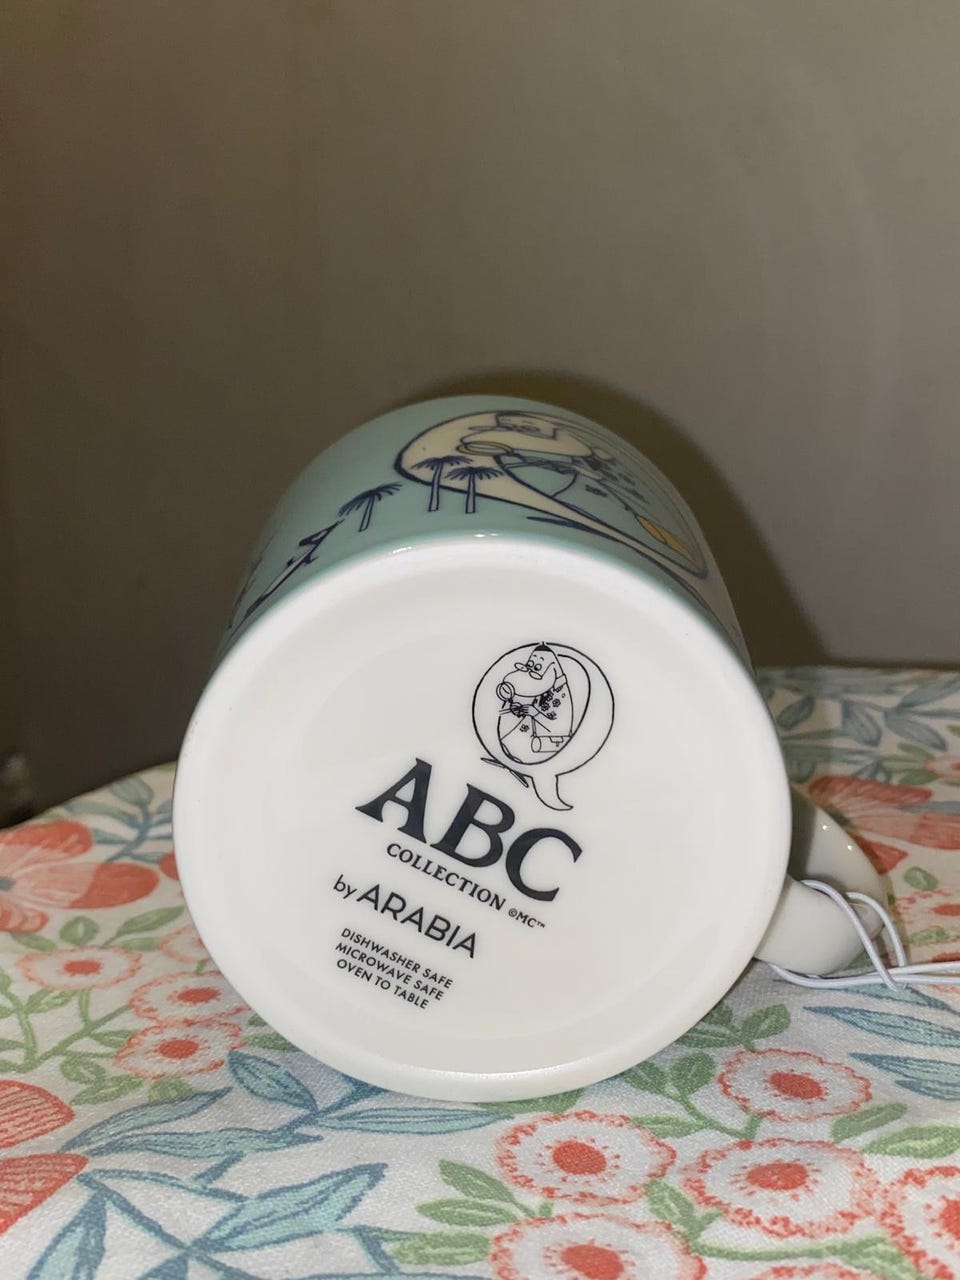 Q
ABC
COLLECTION ©MC™
by ARABIA
DISHWASHER SAFE
MICROWAVE SAFE
OVEN TO TABLE